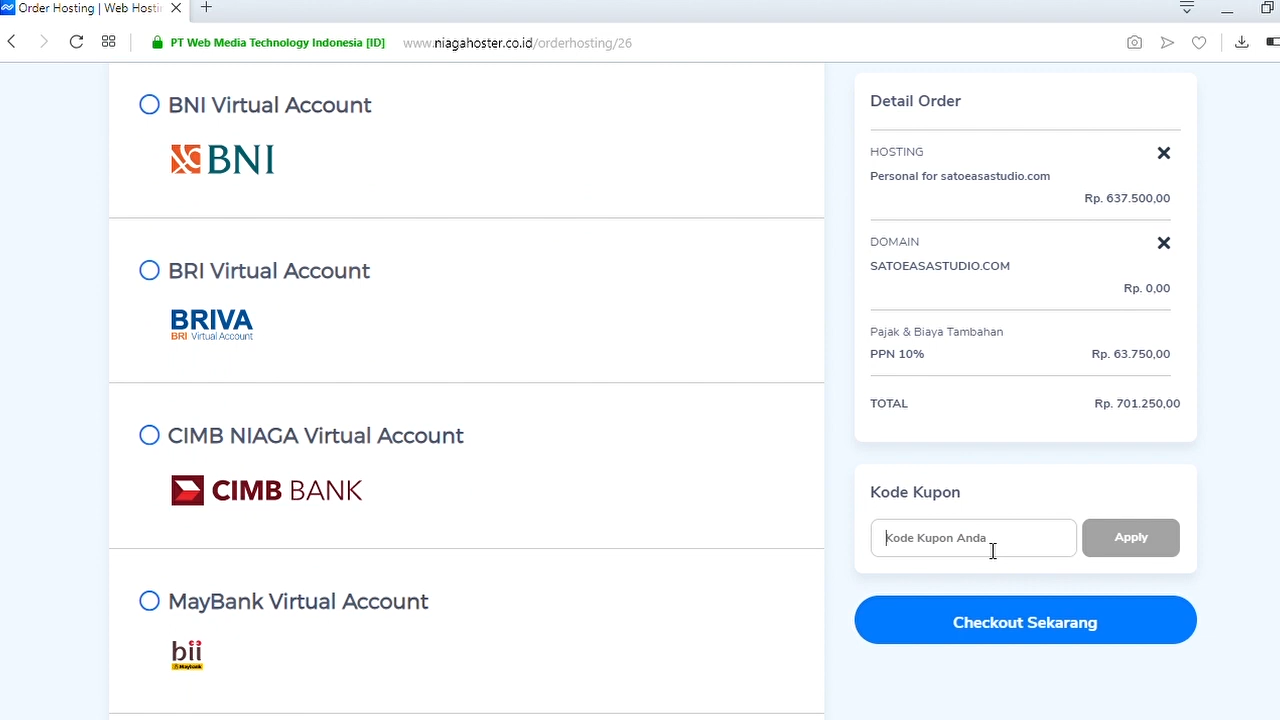 Order Hosting | Web Hostin
PT Web Media Technology Indonesia [ID]
www.niagahoster.co.id/orderhosting/26
BNI Virtual Account
BNI
BRI Virtual Account
BRIVA
BRI Virtual Account
CIMB NIAGA Virtual Account
CIMB BANK
MayBank Virtual Account
bii
Maybank
Detail Order
HOSTING
Personal for satoeasastudio.com
Rp. 637.500,00
DOMAIN
SATOEASASTUDIO.COM
Rp. 0,00
Pajak & Biaya Tambahan
PPN 10% Rp. 63.750,00
TOTAL Rp. 701.250,00
Kode Kupon
Kode Kupon Anda
Apply
Checkout Sekarang